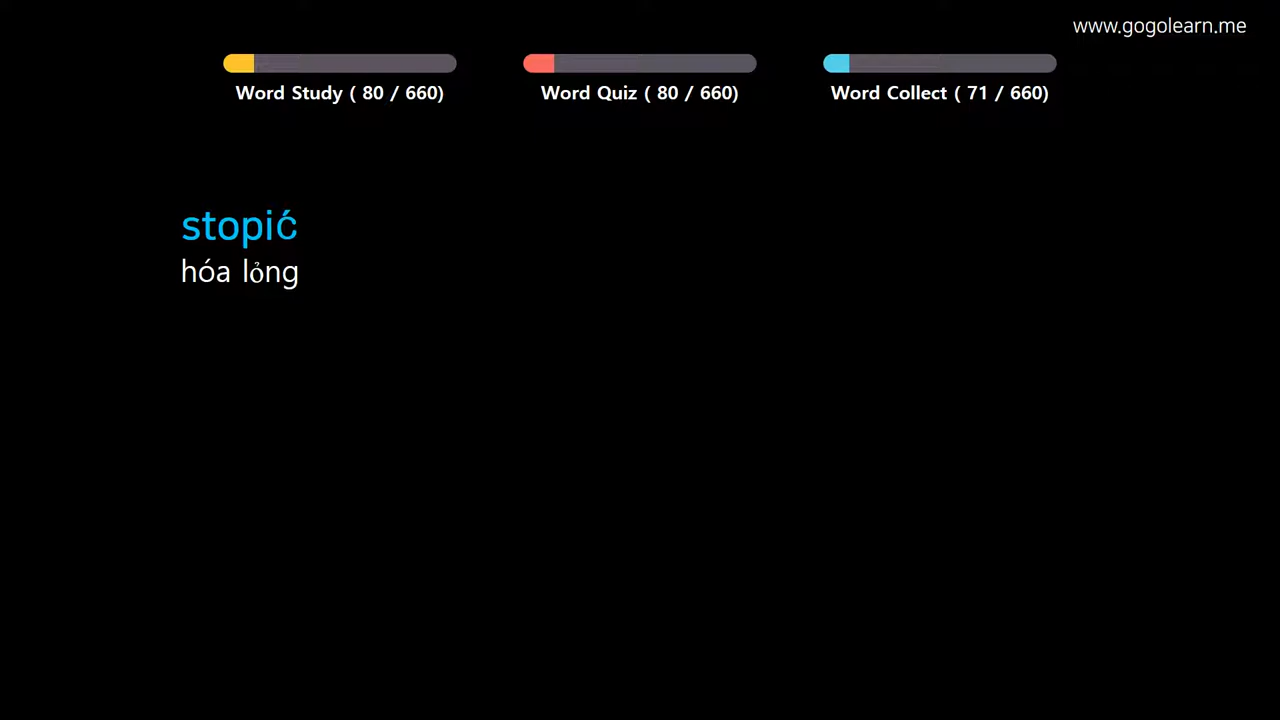 www.gogolearn.me
Word Study ( 80 / 660)
Word Quiz ( 80 / 660)
Word Collect ( 71 / 660)
stopić
hóa lỏng